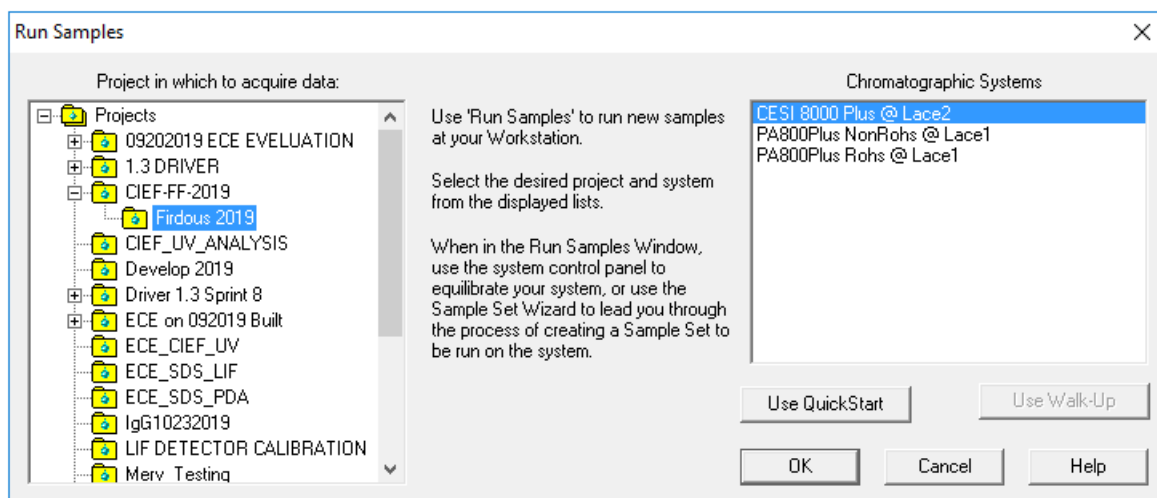 Run Samples
Project in which to acquire data:
Projects
09202019 ECE EVELUATION
1.3 DRIVER
CIEF-FF-2019
Firdous 2019
CIEF_UV_ANALYSIS
Develop 2019
Driver 1.3 Sprint 8
ECE on 092019 Built
ECE_CIEF_UV
ECE_SDS_LIF
ECE_SDS_PDA
IgG10232019
LIF DETECTOR CALIBRATION
Merv_Testing
Use 'Run Samples' to run new samples
at your Workstation.
Select the desired project and system
from the displayed lists.
When in the Run Samples Window,
use the system control panel to
equilibrate your system, or use the
Sample Set Wizard to lead you through
the process of creating a Sample Set to
be run on the system.
Chromatographic Systems
CESI 8000 Plus @ Lace2
PA800Plus NonRohs @ Lace1
PA800Plus Rohs @ Lace1
Use QuickStart
Use Walk-Up
OK
Cancel
Help